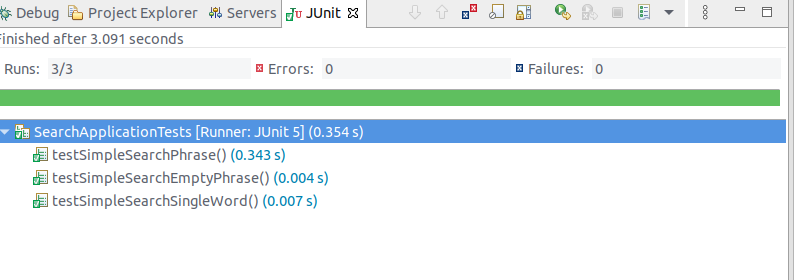 Debug Project Explorer Servers JUnit
Finished after 3.091 seconds
Runs: 3/3 Errors: 0 Failures: 0
SearchApplicationTests [Runner: JUnit 5] (0.354 s)
testSimpleSearchPhrase() (0.343 s)
testSimpleSearchEmptyPhrase() (0.004 s)
testSimpleSearchSingleWord() (0.007 s)